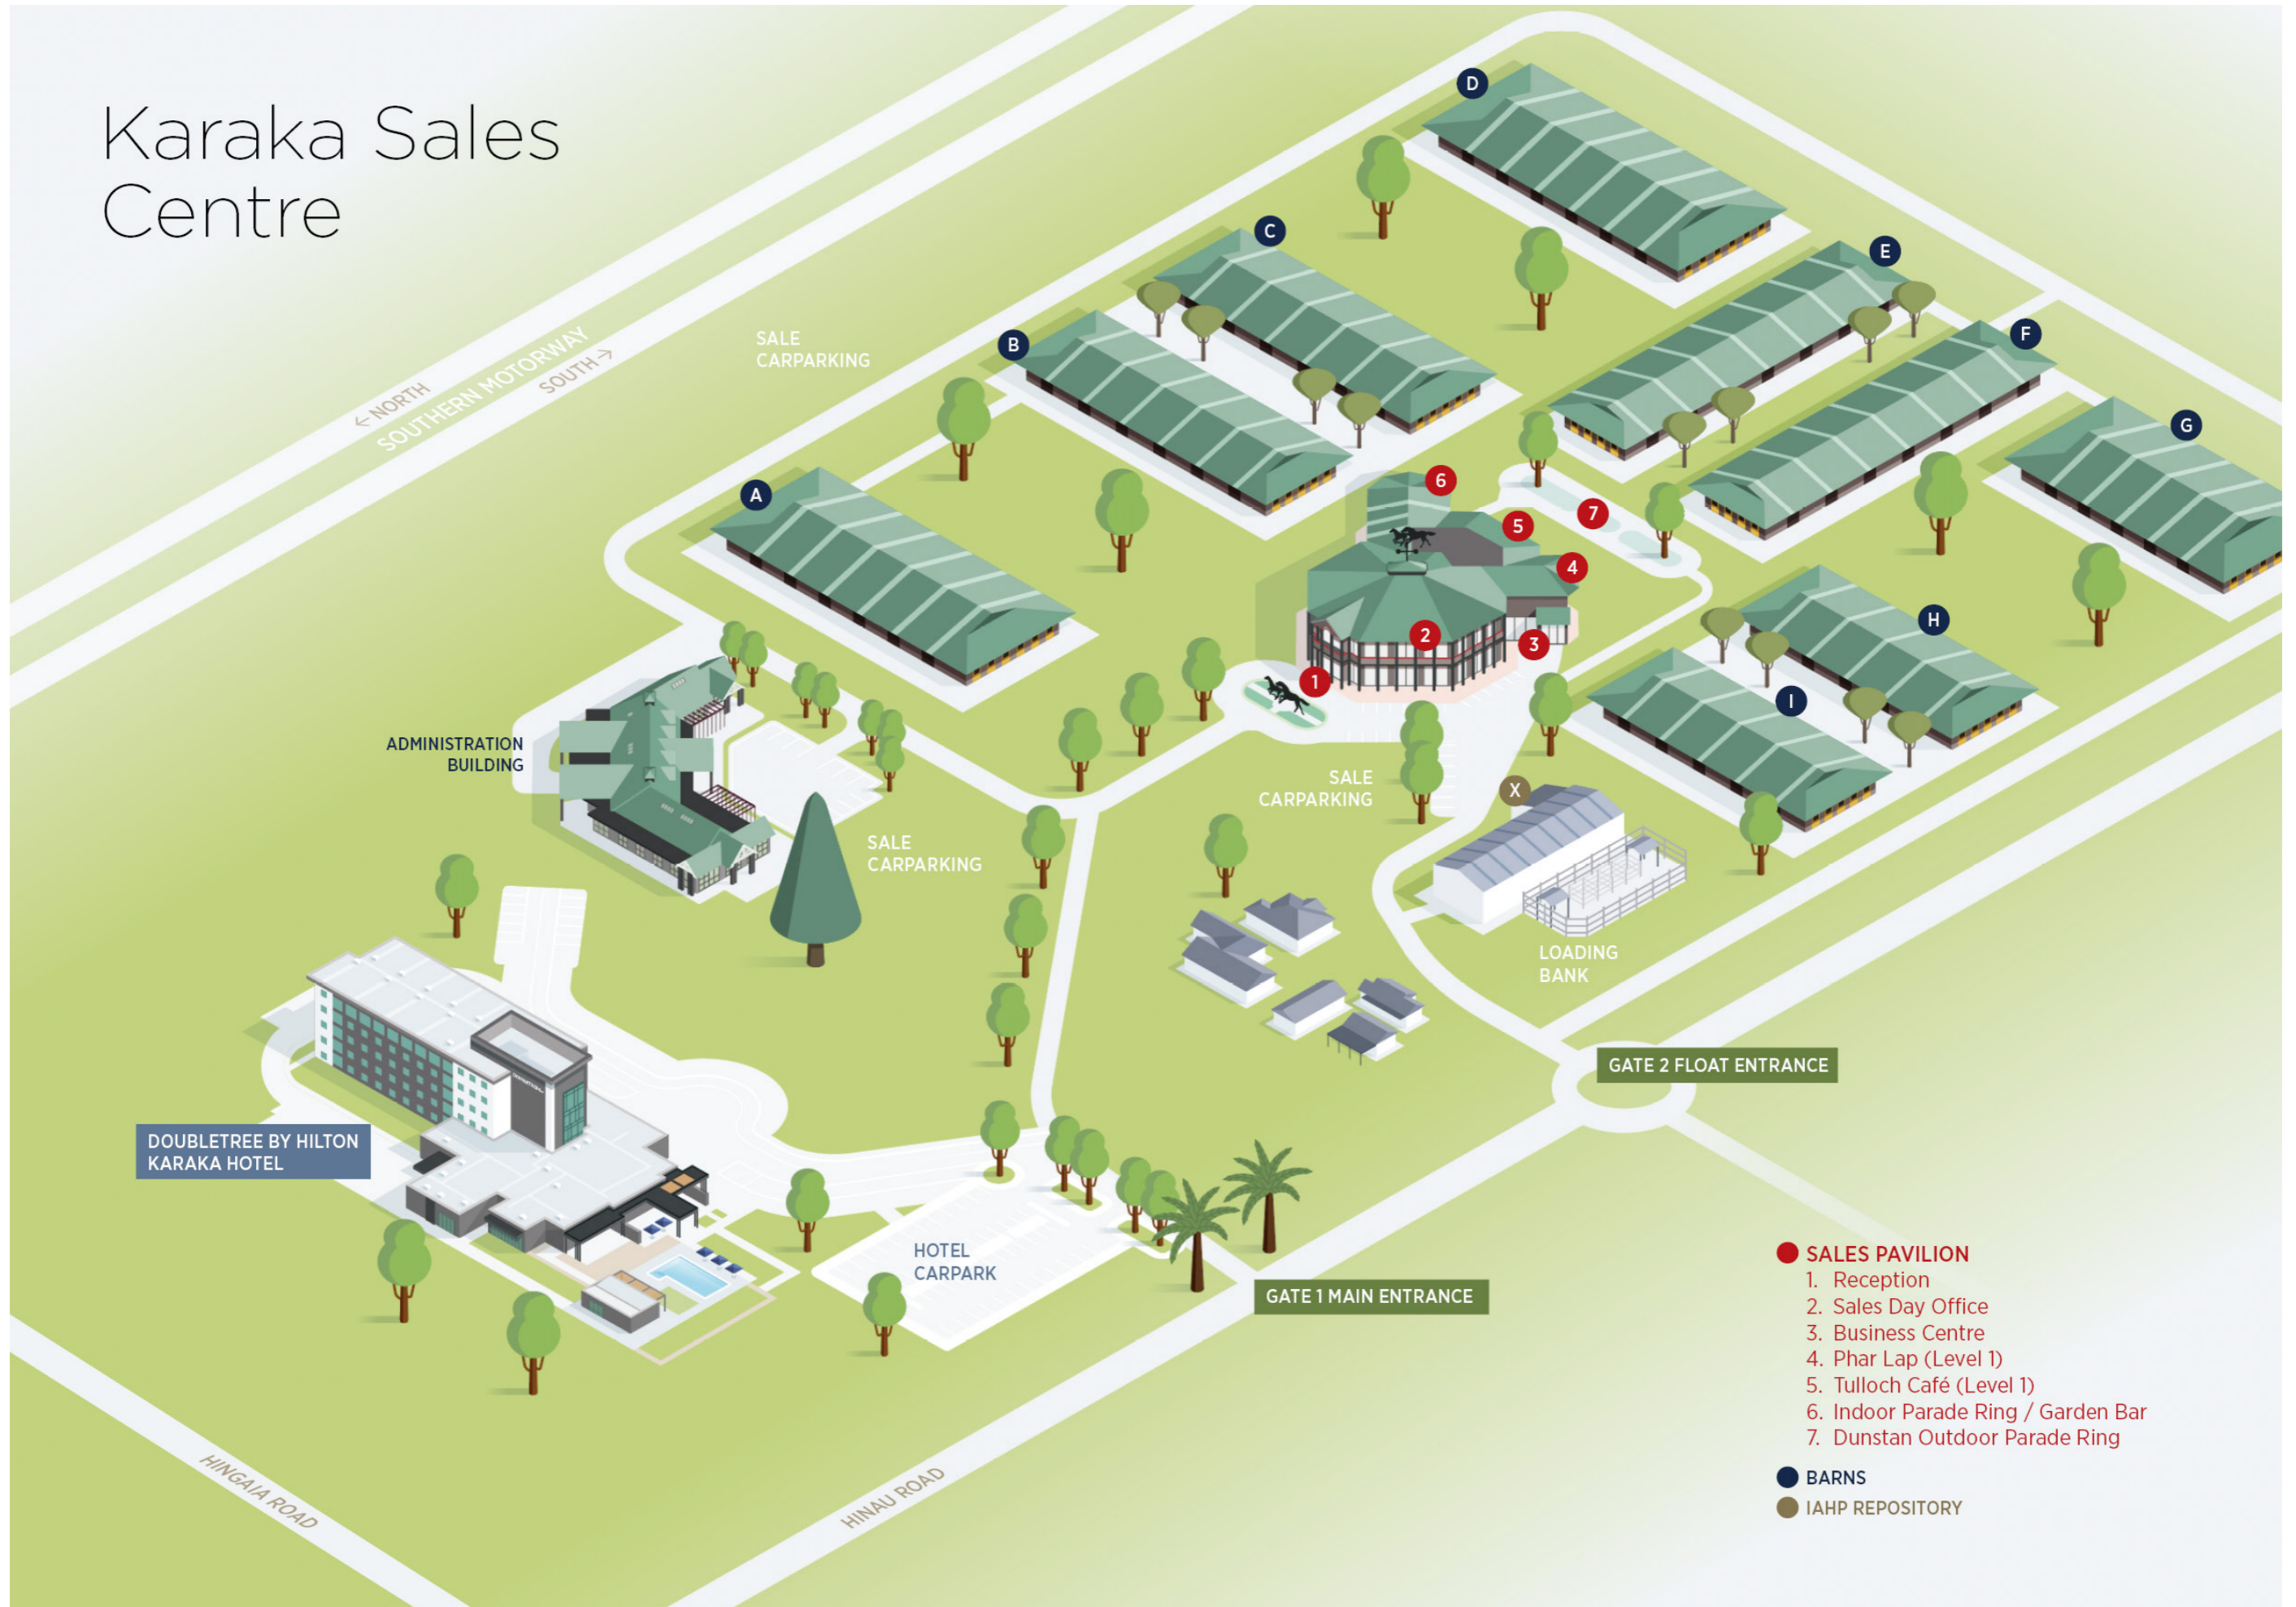 Karaka Sales
Centre
D
C
E
B
F
SALE
CARPARKING
← NORTH
SOUTHERN MOTORWAY
SOUTH →
G
A
6
7
5
4
H
2
3
1
I
ADMINISTRATION
BUILDING
SALE
CARPARKING
X
SALE
CARPARKING
LOADING
BANK
GATE 2 FLOAT ENTRANCE
DOUBLETREE BY HILTON
KARAKA HOTEL
HOTEL
CARPARK
GATE 1 MAIN ENTRANCE
HINGAIA ROAD
HINAU ROAD
SALES PAVILION
1. Reception
2. Sales Day Office
3. Business Centre
4. Phar Lap (Level 1)
5. Tulloch Café (Level 1)
6. Indoor Parade Ring / Garden Bar
7. Dunstan Outdoor Parade Ring
BARNS
IAHP REPOSITORY